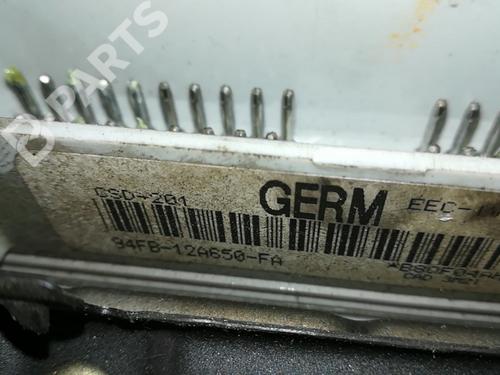 B-PARTS
CSD-201 GERM EEC-
94FB-12A650-FA